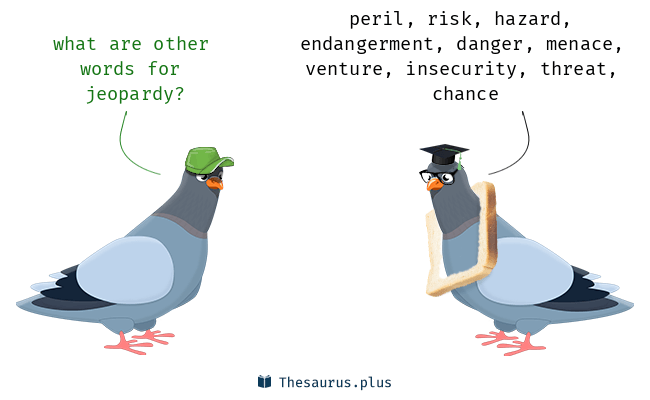 what are other
words for
jeopardy?
peril, risk, hazard,
endangerment, danger, menace,
venture, insecurity, threat,
chance
Thesaurus.plus